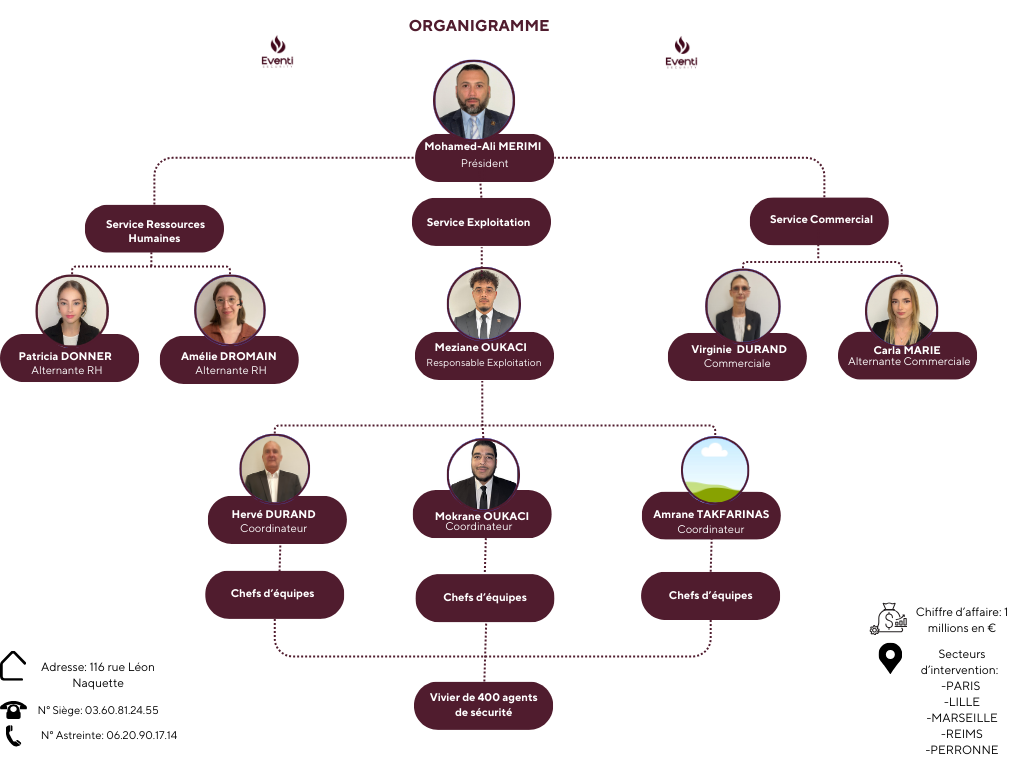 ORGANIGRAMME
Eventi
Eventi
Mohamed-Ali MERIMI
Président
Service Ressources
Humaines
Service Exploitation
Service Commercial
Patricia DONNER
Alternante RH
Amélie DROMAIN
Alternante RH
Meziane OUKACI
Responsable Exploitation
Virginie DURAND
Commerciale
Carla MARIE
Alternante Commerciale
Hervé DURAND
Coordinateur
Mokrane OUKACI
Coordinateur
Amrane TAKFARINAS
Coordinateur
Chefs d'équipes
Chefs d'équipes
Chefs d'équipes
Vivier de 400 agents
de sécurité
Adresse: 116 rue Léon
Naquette
N° Siège: 03.60.81.24.55
N° Astreinte: 06.20.90.17.14
Chiffre d'affaire: 1
millions en €
Secteurs
d'intervention:
-PARIS
-LILLE
-MARSEILLE
-REIMS
-PERRONNE